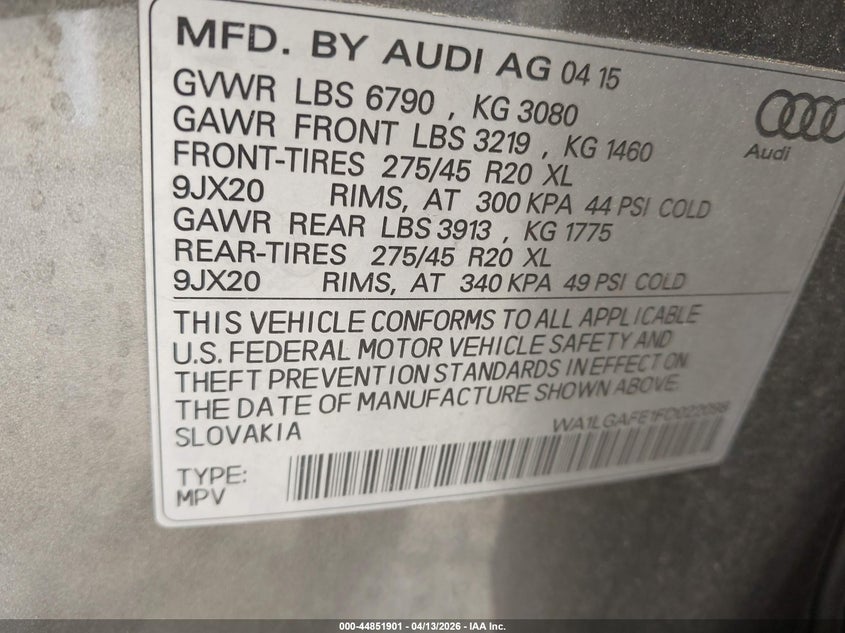 MFD. BY AUDI AG 04 15
GVWR LBS 6790 , KG 3080
GAWR FRONT LBS 3219 , KG 1460
FRONT-TIRES 275/45 R20 XL
9JX20 RIMS, AT 300 KPA 44 PSI COLD
GAWR REAR LBS 3913 , KG 1775
REAR-TIRES 275/45 R20 XL
9JX20 RIMS, AT 340 KPA 49 PSI COLD
Audi
THIS VEHICLE CONFORMS TO ALL APPLICABLE
U.S. FEDERAL MOTOR VEHICLE SAFETY AND
THEFT PREVENTION STANDARDS IN EFFECT ON
THE DATE OF MANUFACTURE SHOWN ABOVE.
SLOVAKIA
WA1LGAFE1FD022098
TYPE:
MPV
000-44851901 - 04/13/2026 - IAA Inc.